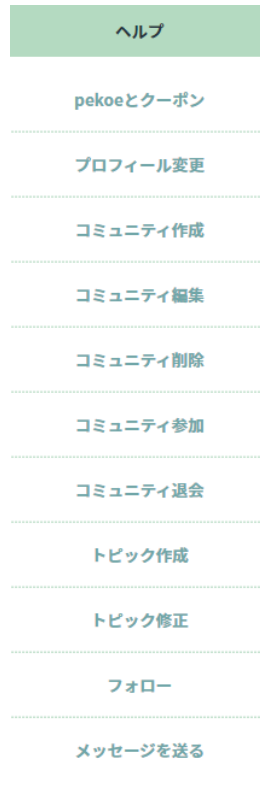 ヘルプ
pekoeとクーポン
プロフィール変更
コミュニティ作成
コミュニティ編集
コミュニティ削除
コミュニティ参加
コミュニティ退会
トピック作成
トピック修正
フォロー
メッセージを送る